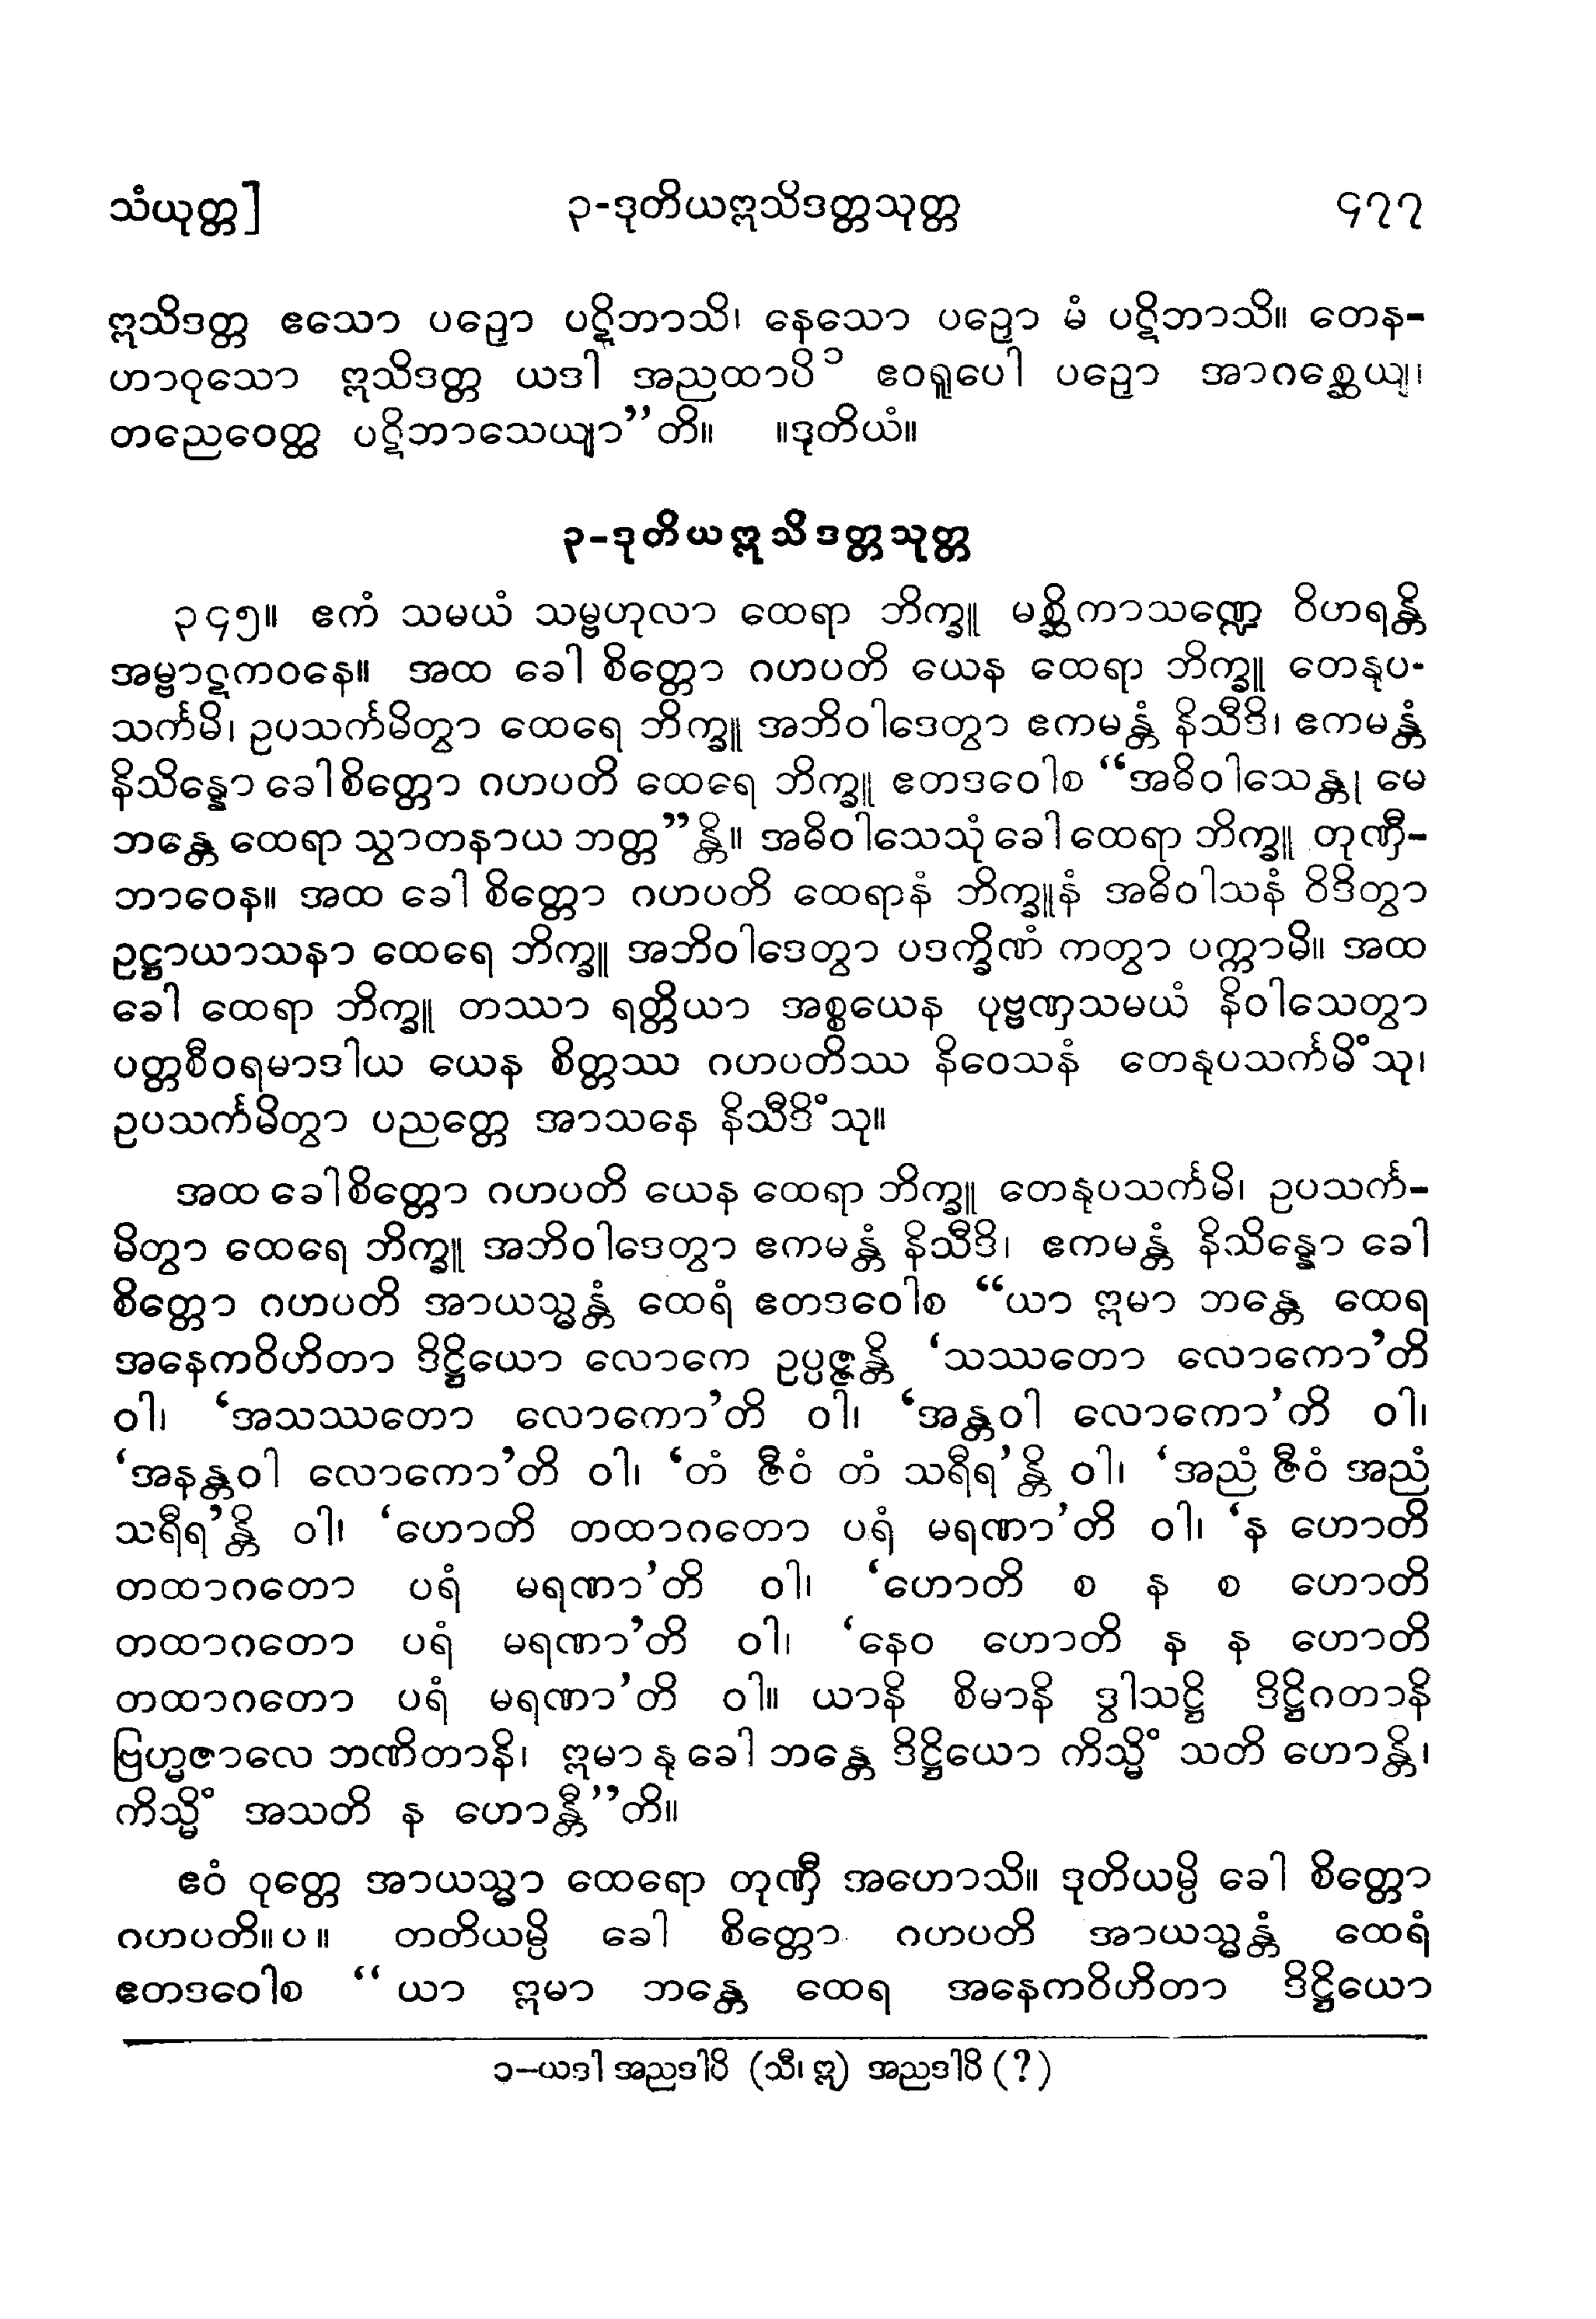 သံယုတ္တ]	၃-ဒုတိယဣသိဒတ္တသုတ္တ	၄၇၇
ဣသိဒတ္တ ဧသော ပဉှော ပဋိဘာသိ၊ နေသော ပဉှော မံ ပဋိဘာသိ။ တေန-
ဟာဝုသော ဣသိဒတ္တ ယဒါ အညထာပိ၁ ဧဝရူပေါ ပဉှော အာဂစ္ဆေယျ၊
တညေဝေတ္ထ ပဋိဘာသေယျာ”တိ။ ။ဒုတိယံ။
၃-ဒုတိယဣသိဒတ္တသုတ္တ
၃၄၅။ ဧကံ သမယံ သမ္ဗဟုလာ ထေရာ ဘိက္ခူ မစ္ဆိကာသဏ္ဍေ ဝိဟရန္တိ
အမ္ဗာဋကဝနေ။ အထ ခေါ စိတ္တော ဂဟပတိ ယေန ထေရာ ဘိက္ခူ တေနုပ-
သင်္ကမိ၊ ဥပသင်္ကမိတွာ ထေရေ ဘိက္ခူ အဘိဝါဒေတွာ ဧကမန္တံ နိသီဒိ၊ ဧကမန္တံ
နိသိန္နော ခေါ စိတ္တော ဂဟပတိ ထေရေ ဘိက္ခူ ဧတဒဝေါစ “အဓိဝါသေန္တု မေ
ဘန္တေ ထေရာ သွာတနာယ ဘတ္တ”န္တိ။ အဓိဝါသေသုံ ခေါ ထေရာ ဘိက္ခူ တုဏှီ-
ဘာဝေန။ အထ ခေါ စိတ္တော ဂဟပတိ ထေရာနံ ဘိက္ခူနံ အဓိဝါသနံ ဝိဒိတွာ
ဥဋ္ဌာယာသနာ ထေရေ ဘိက္ခူ အဘိဝါဒေတွာ ပဒက္ခိဏံ ကတွာ ပက္ကာမိ။ အထ
ခေါ ထေရာ ဘိက္ခူ တဿာ ရတ္တိယာ အစ္စယေန ပုဗ္ဗဏှသမယံ နိဝါသေတွာ
ပတ္တစီဝရမာဒါယ ယေန စိတ္တဿ ဂဟပတိဿ နိဝေသနံ တေနုပသင်္ကမိံသု၊
ဥပသင်္ကမိတွာ ပညတ္တေ အာသနေ နိသီဒိံသု။
အထ ခေါ စိတ္တော ဂဟပတိ ယေန ထေရာ ဘိက္ခူ တေနုပသင်္ကမိ၊ ဥပသင်္က-
မိတွာ ထေရေ ဘိက္ခူ အဘိဝါဒေတွာ ဧကမန္တံ နိသီဒိ၊ ဧကမန္တံ နိသိန္နော ခေါ
စိတ္တော ဂဟပတိ အာယသ္မန္တံ ထေရံ ဧတဒဝေါစ “ယာ ဣမာ ဘန္တေ ထေရ
အနေကဝိဟိတာ ဒိဋ္ဌိယော လောကေ ဥပ္ပဇ္ဇန္တိ ‘သဿတော လောကော’တိ
ဝါ၊ ‘အသဿတော လောကော’တိ ဝါ၊ ‘အန္တဝါ လောကော’တိ ဝါ၊
‘အနန္တဝါ လောကော’တိ ဝါ၊ ‘တံ ဇီဝံ တံ သရီရ’န္တိ ဝါ၊ ‘အညံ ဇီဝံ အညံ
သရီရ’န္တိ ဝါ၊ ‘ဟောတိ တထာဂတော ပရံ မရဏာ’တိ ဝါ၊ ‘န ဟောတိ
တထာဂတော ပရံ မရဏာ’တိ ဝါ၊ ‘ဟောတိ စ န စ ဟောတိ
တထာဂတော ပရံ မရဏာ’တိ ဝါ၊ ‘နေဝ ဟောတိ န န ဟောတိ
တထာဂတော ပရံ မရဏာ’တိ ဝါ။ ယာနိ စိမာနိ ဒွါသဋ္ဌိ ဒိဋ္ဌိဂတာနိ
ဗြဟ္မဇာလေ ဘဏိတာနိ၊ ဣမာ နု ခေါ ဘန္တေ ဒိဋ္ဌိယော ကိသ္မိံ သတိ ဟောန္တိ၊
ကိသ္မိံ အသတိ န ဟောန္တီ”တိ။
ဧဝံ ဝုတ္တေ အာယသ္မာ ထေရော တုဏှီ အဟောသိ။ ဒုတိယမ္ပိ ခေါ စိတ္တော
ဂဟပတိ။ပ။ တတိယမ္ပိ ခေါ စိတ္တော ဂဟပတိ အာယသ္မန္တံ ထေရံ
ဧတဒဝေါစ “ယာ ဣမာ ဘန္တေ ထေရ အနေကဝိဟိတာ ဒိဋ္ဌိယော
၁-ယဒါ အညဒါပိ (သီ၊ ဣ) အညဒါပိ (?)